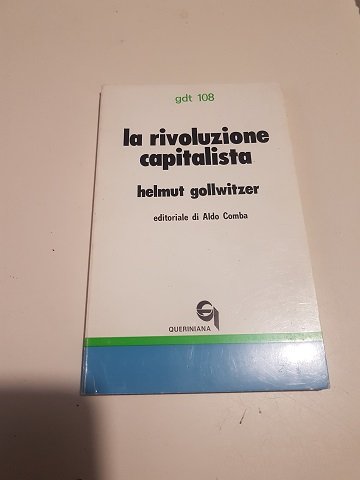 gdt 108
la rivoluzione
capitalista
helmut gollwitzer
editoriale di Aldo Comba
QUERINIANA